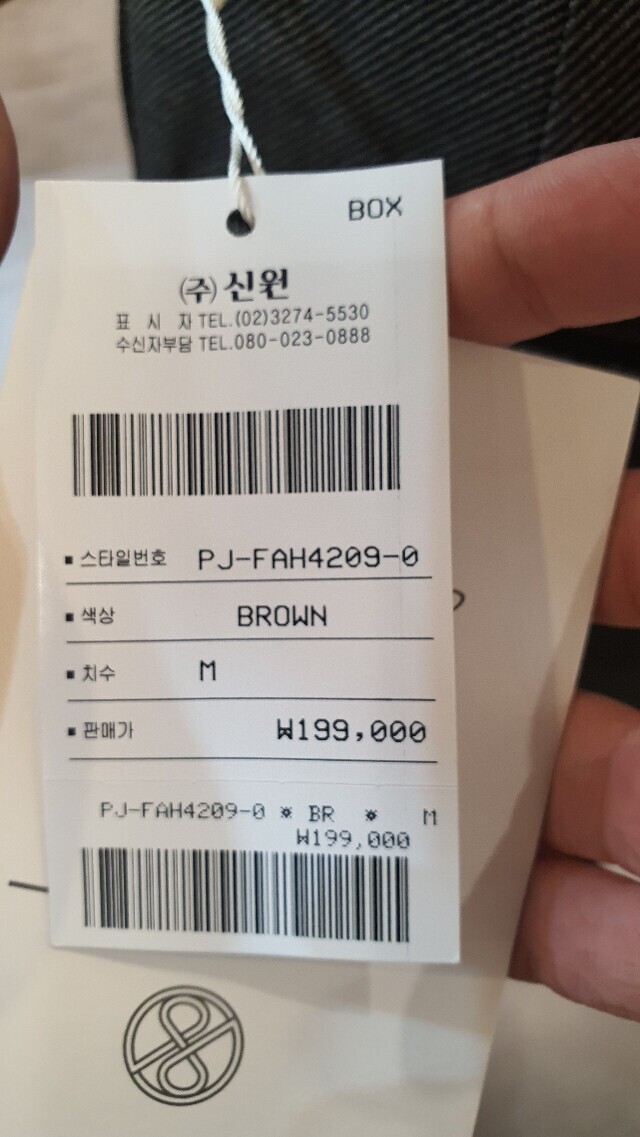 BOX
㈜신원
표 시 자 TEL.(02)3274-5530
수신자부담 TEL.080-023-0888
▪ 스타일번호 PJ-FAH4209-0
▪ 색상 BROWN
▪ 치수 M
▪ 판매가 ₩199,000
PJ-FAH4209-0 ※ BR ※ M
₩199,000